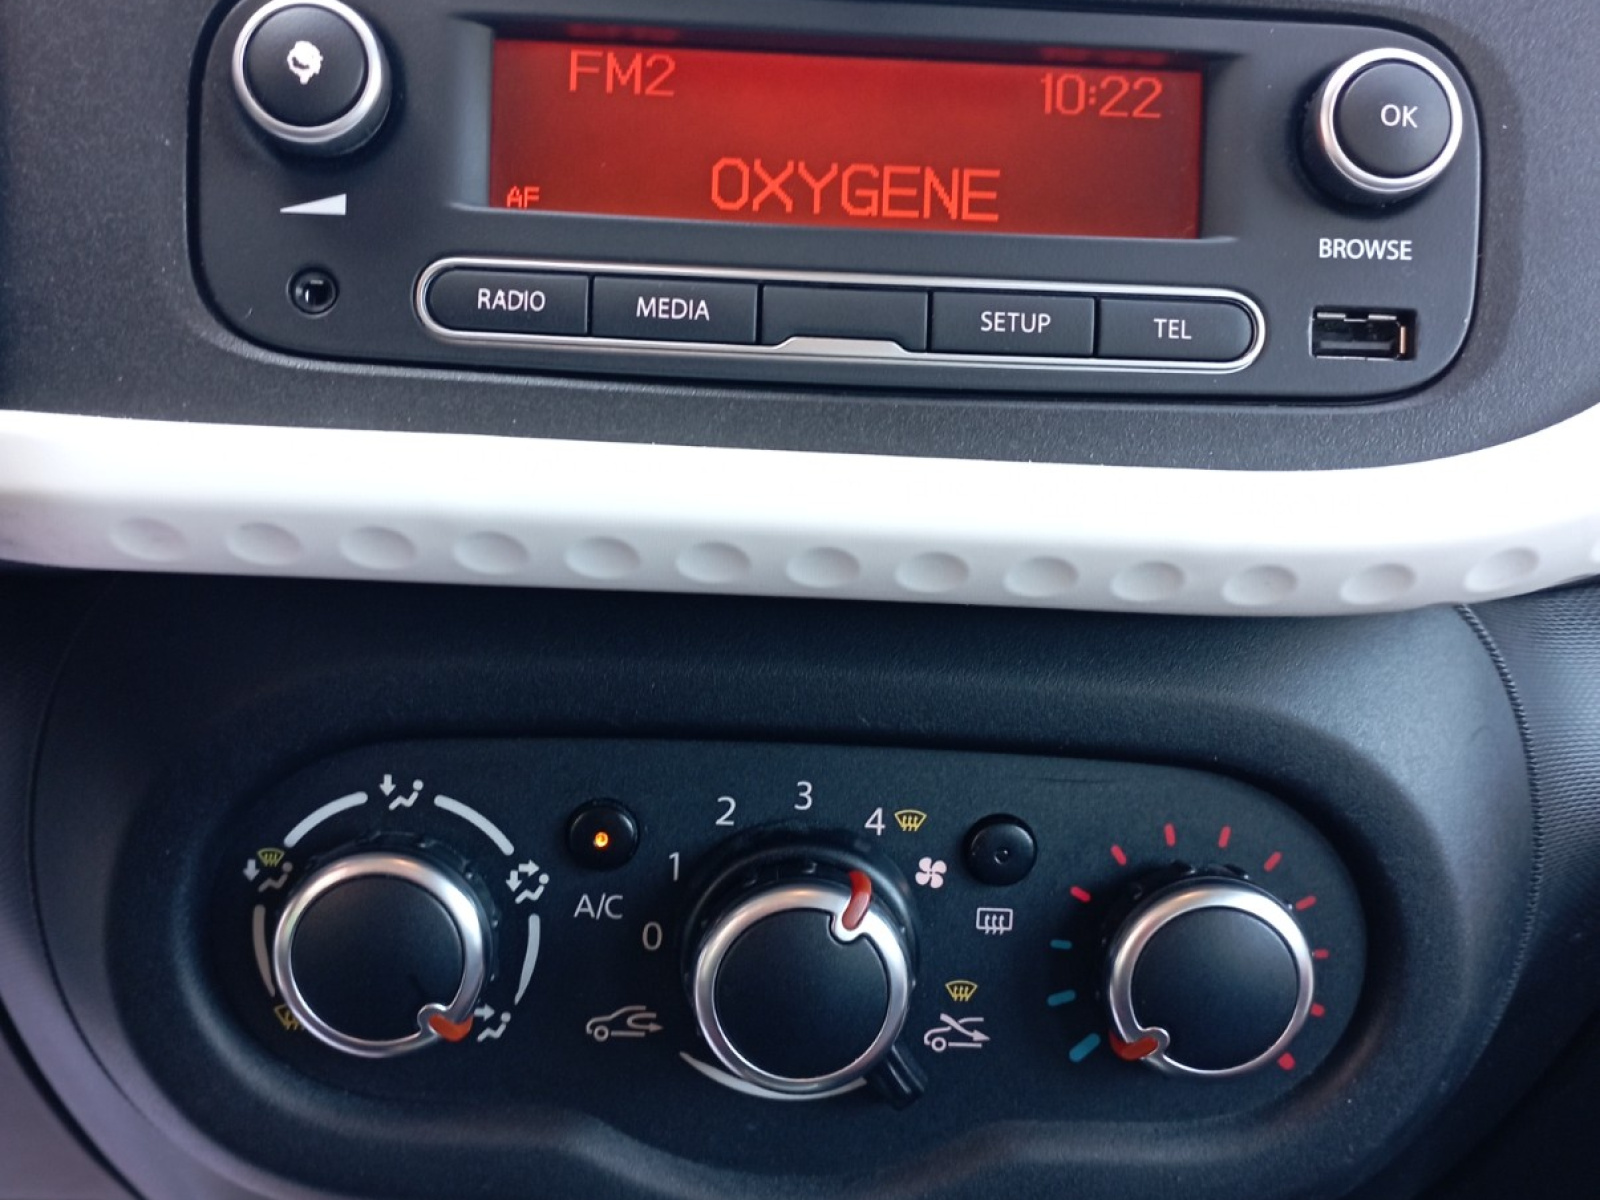 FM2 10:22
AF OXYGENE
OK
BROWSE
RADIO MEDIA SETUP TEL
A/C
0 1 2 3 4